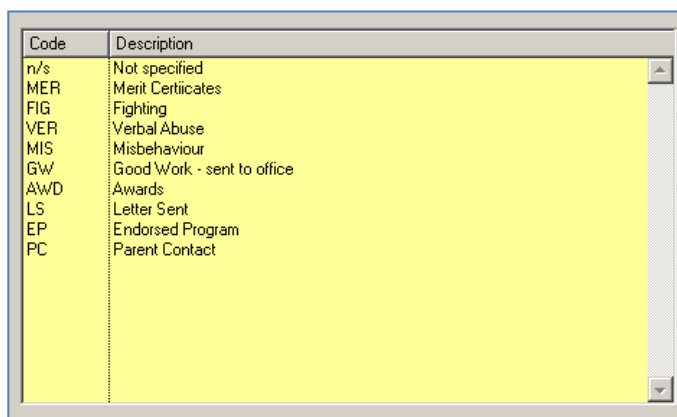 Code Description
n/s Not specified
MER Merit Certiicates
FIG Fighting
VER Verbal Abuse
MIS Misbehaviour
GW Good Work - sent to office
AWD Awards
LS Letter Sent
EP Endorsed Program
PC Parent Contact